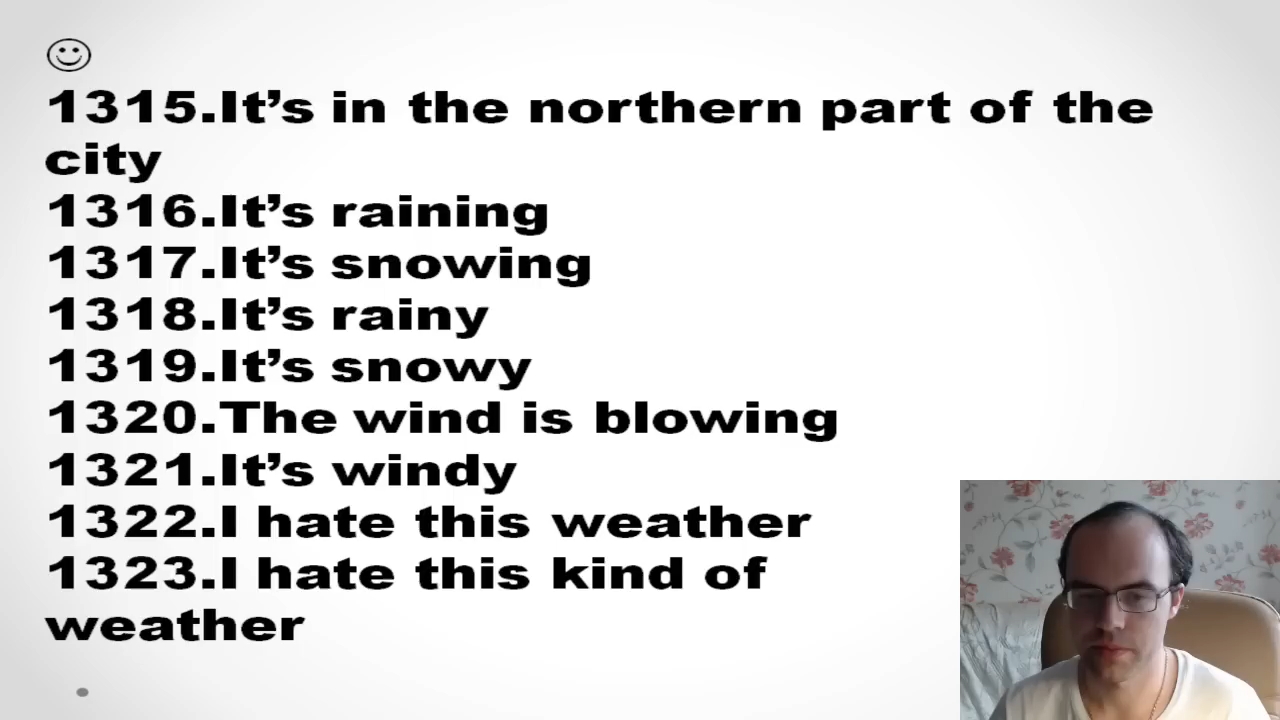 1315.It's in the northern part of the
city
1316.It's raining
1317.It's snowing
1318.It's rainy
1319.It's snowy
1320.The wind is blowing
1321.It's windy
1322.I hate this weather
1323.I hate this kind of
weather